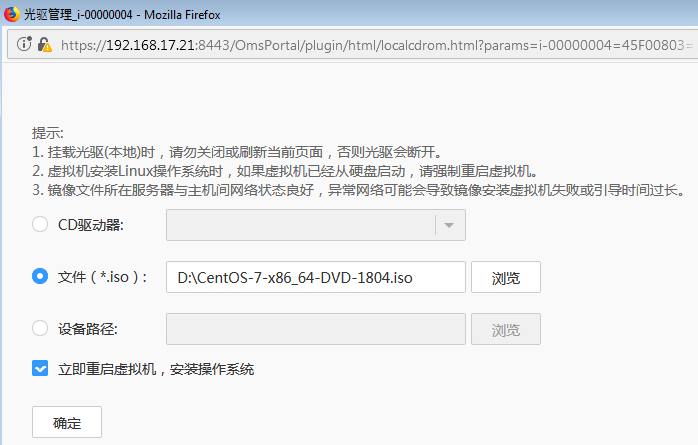 光驱管理_i-00000004 - Mozilla Firefox
https://192.168.17.21:8443/OmsPortal/plugin/html/localcdrom.html?params=i-00000004=45F00803=
提示:
1. 挂载光驱(本地)时，请勿关闭或刷新当前页面，否则光驱会断开。
2. 虚拟机安装Linux操作系统时，如果虚拟机已经从硬盘启动，请强制重启虚拟机。
3. 镜像文件所在服务器与主机间网络状态良好，异常网络可能会导致镜像安装虚拟机失败或引导时间过长。
CD驱动器:
文件 ( *.iso ) : D:\CentOS-7-x86_64-DVD-1804.iso 浏览
设备路径: 浏览
立即重启虚拟机，安装操作系统
确定